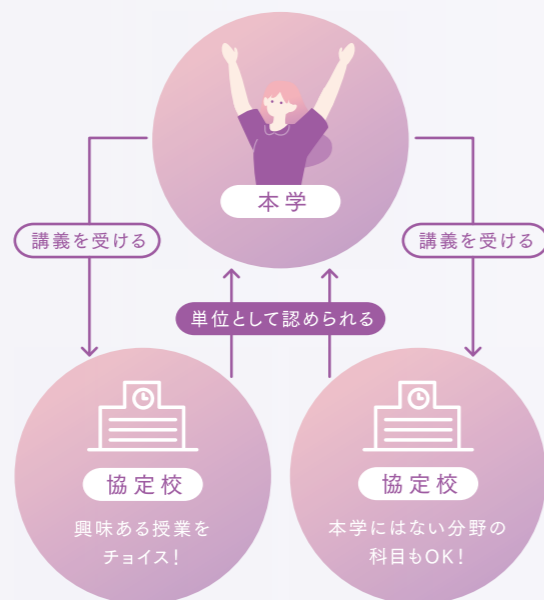 本学
講義を受ける
講義を受ける
単位として認められる
協定校
興味ある授業を
チョイス!
協定校
本学にはない分野の
科目もOK!